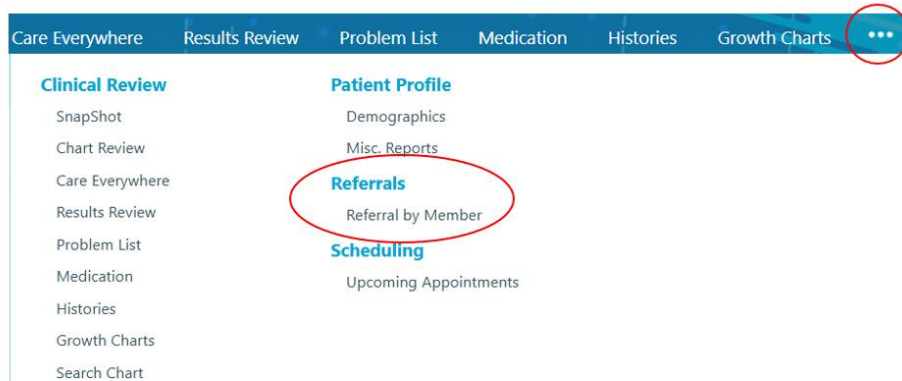 Care Everywhere Results Review Problem List Medication Histories Growth Charts •••
Clinical Review
SnapShot
Chart Review
Care Everywhere
Results Review
Problem List
Medication
Histories
Growth Charts
Search Chart
Patient Profile
Demographics
Misc. Reports
Referrals
Referral by Member
Scheduling
Upcoming Appointments